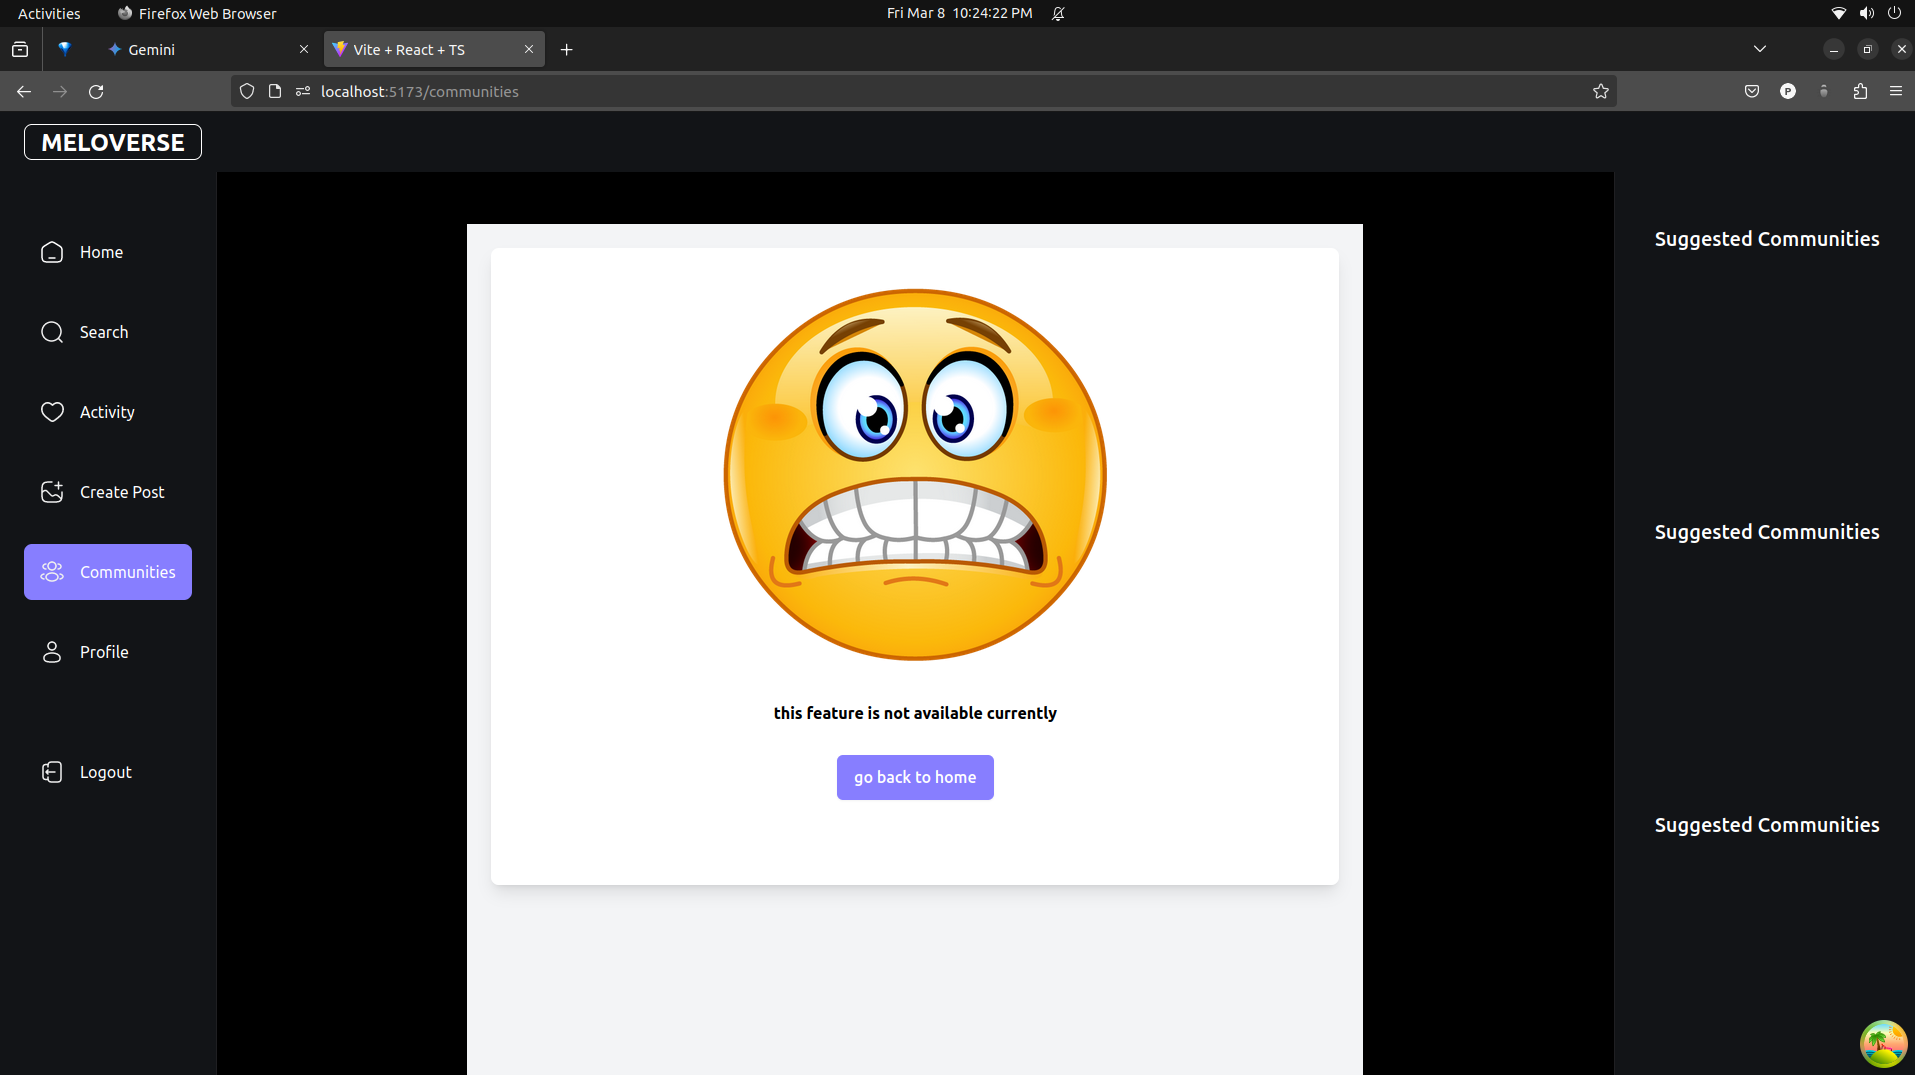 Activities
Firefox Web Browser
Fri Mar 8 10:24:22 PM
Gemini
Vite + React + TS
localhost:5173/communities
P
MELOVERSE
Home
Search
Activity
Create Post
Communities
Profile
Logout
this feature is not available currently
go back to home
Suggested Communities
Suggested Communities
Suggested Communities